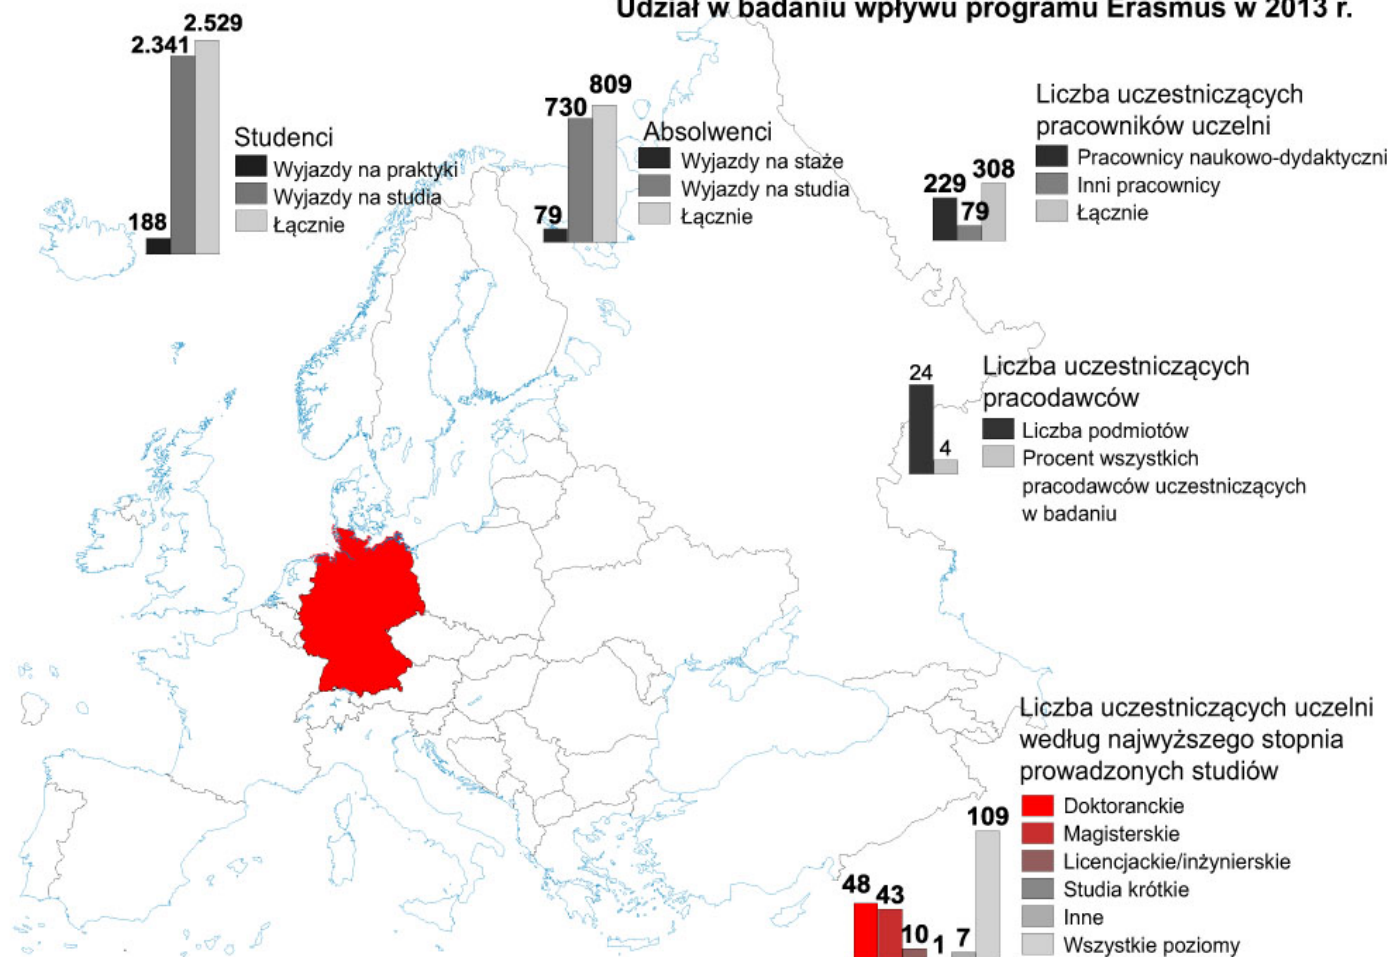 Udział w badaniu wpływu programu Erasmus w 2013 r.
2.529
2.341
188
Studenci
Wyjazdy na praktyki
Wyjazdy na studia
Łącznie
809
730
79
Absolwenci
Wyjazdy na staże
Wyjazdy na studia
Łącznie
Liczba uczestniczących
pracowników uczelni
Pracownicy naukowo-dydaktyczni
Inni pracownicy
Łącznie
308
229
79
24
4
Liczba uczestniczących
pracodawców
Liczba podmiotów
Procent wszystkich
pracodawców uczestniczących
w badaniu
Liczba uczestniczących uczelni
według najwyższego stopnia
prowadzonych studiów
Doktoranckie
Magisterskie
Licencjackie/inżynierskie
Studia krótkie
Inne
Wszystkie poziomy
109
48
43
10
1
7